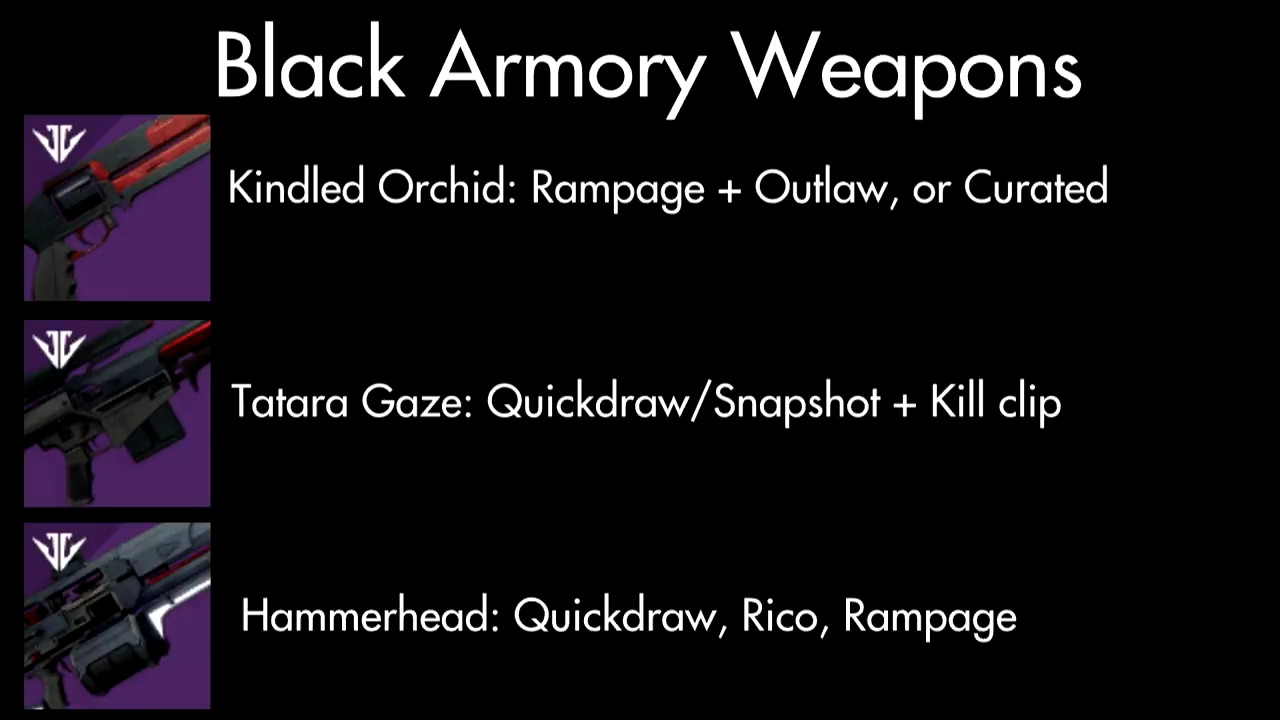 Black Armory Weapons
Kindled Orchid: Rampage + Outlaw, or Curated
Tatara Gaze: Quickdraw/Snapshot + Kill clip
Hammerhead: Quickdraw, Rico, Rampage